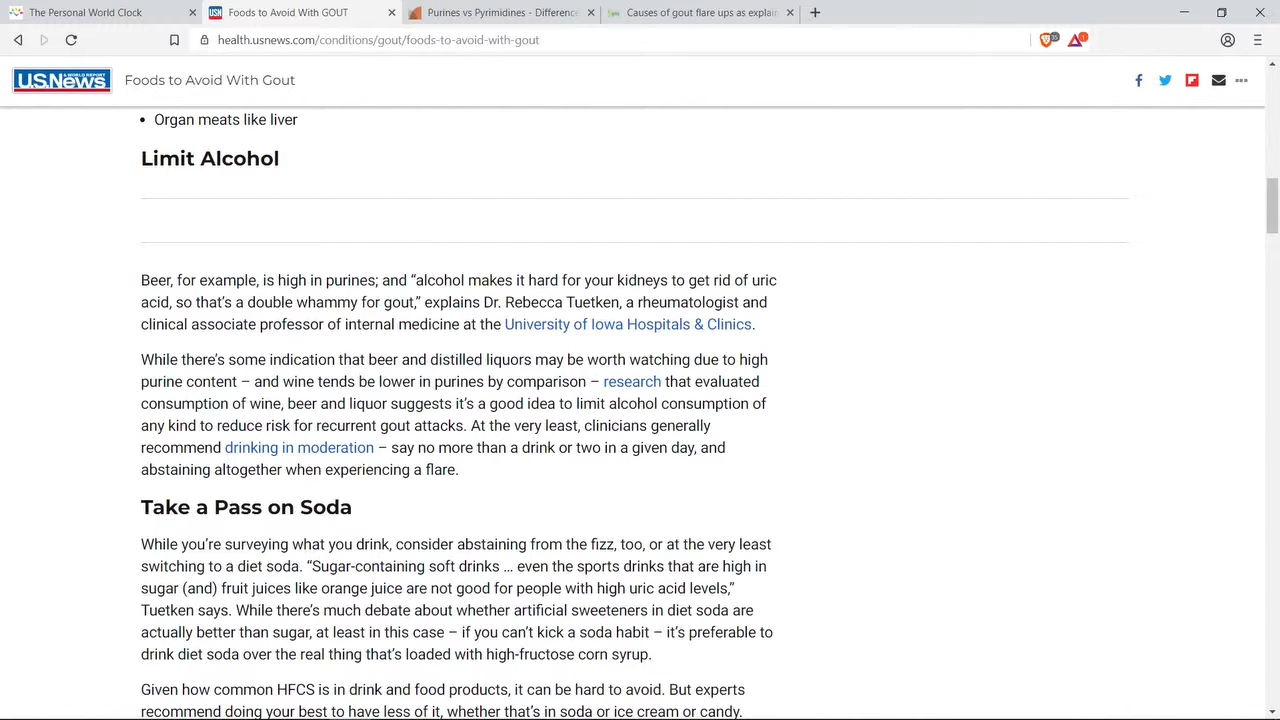 The Personal World Clock
USN
Foods to Avoid With GOUT
Purines vs Pyrimidines - Difference
Causes of gout flare ups as explain
health.usnews.com/conditions/gout/foods-to-avoid-with-gout
U.S.News
Foods to Avoid With Gout
• Organ meats like liver
Limit Alcohol
Beer, for example, is high in purines; and “alcohol makes it hard for your kidneys to get rid of uric
acid, so that’s a double whammy for gout,” explains Dr. Rebecca Tuetken, a rheumatologist and
clinical associate professor of internal medicine at the University of Iowa Hospitals & Clinics.
While there’s some indication that beer and distilled liquors may be worth watching due to high
purine content – and wine tends be lower in purines by comparison – research that evaluated
consumption of wine, beer and liquor suggests it’s a good idea to limit alcohol consumption of
any kind to reduce risk for recurrent gout attacks. At the very least, clinicians generally
recommend drinking in moderation – say no more than a drink or two in a given day, and
abstaining altogether when experiencing a flare.
Take a Pass on Soda
While you’re surveying what you drink, consider abstaining from the fizz, too, or at the very least
switching to a diet soda. “Sugar-containing soft drinks … even the sports drinks that are high in
sugar (and) fruit juices like orange juice are not good for people with high uric acid levels,”
Tuetken says. While there’s much debate about whether artificial sweeteners in diet soda are
actually better than sugar, at least in this case – if you can’t kick a soda habit – it’s preferable to
drink diet soda over the real thing that’s loaded with high-fructose corn syrup.
Given how common HFCS is in drink and food products, it can be hard to avoid. But experts
recommend doing your best to have less of it, whether that’s in soda or ice cream or candy.